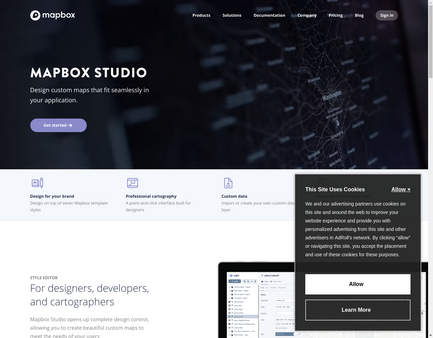 mapbox
Products Solutions Documentation Company Pricing Blog Sign in
MAPBOX STUDIO
Design custom maps that fit seamlessly in
your application.
Get started →
Design for your brand
Design on top of seven Mapbox template
styles
Professional cartography
A point-and-click interface built for
designers
Custom data
Import or create your own custom data
layer
This Site Uses Cookies
Allow ×
We and our advertising partners use cookies on
this site and around the web to improve your
website experience and provide you with
personalized advertising from this site and other
advertisers in AdRoll's network. By clicking "allow"
or navigating this site, you accept the placement
and use of these cookies for these purposes.
Allow
Learn More
STYLE EDITOR
For designers, developers,
and cartographers
Mapbox Studio opens up complete design control,
allowing you to create beautiful custom maps to
meet the needs of your users.